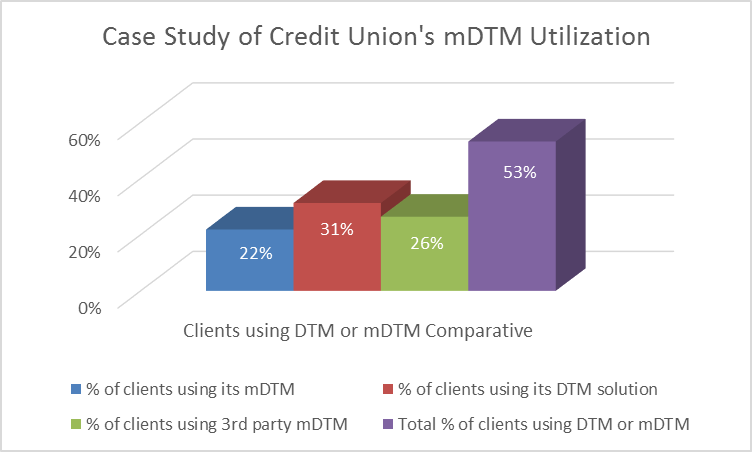 Case Study of Credit Union's mDTM Utilization
60%
40%
20%
0%
22%
31%
26%
53%
Clients using DTM or mDTM Comparative
% of clients using its mDTM
% of clients using its DTM solution
% of clients using 3rd party mDTM
Total % of clients using DTM or mDTM